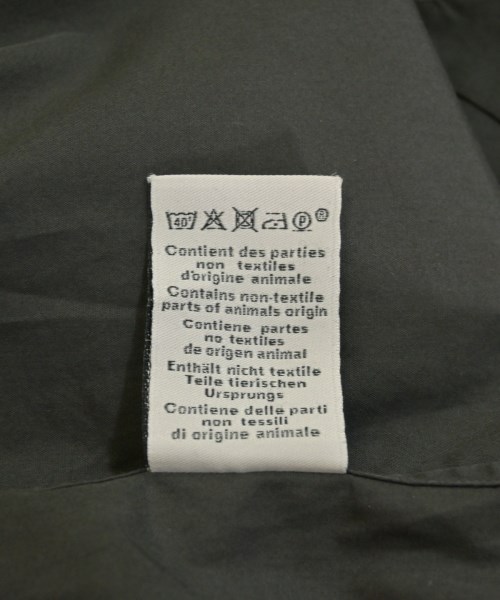 40° P ®
Contient des parties
non textiles
d'origine animale
Contains non-textile
parts of animals origin
Contiene partes
no textiles
de origen animal
Enthält nicht textile
Teile tierischen
Ursprungs
Contiene delle parti
non tessili
di origine animale